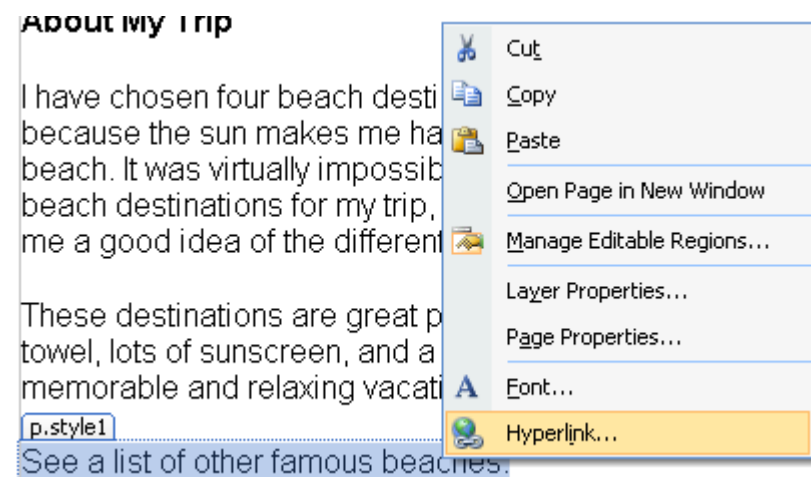 About My Trip
I have chosen four beach desti
because the sun makes me ha
beach. It was virtually impossib
beach destinations for my trip,
me a good idea of the different
These destinations are great p
towel, lots of sunscreen, and a
memorable and relaxing vacati
p.style1
See a list of other famous beaches.
Cut
Copy
Paste
Open Page in New Window
Manage Editable Regions...
Layer Properties...
Page Properties...
Font...
Hyperlink...